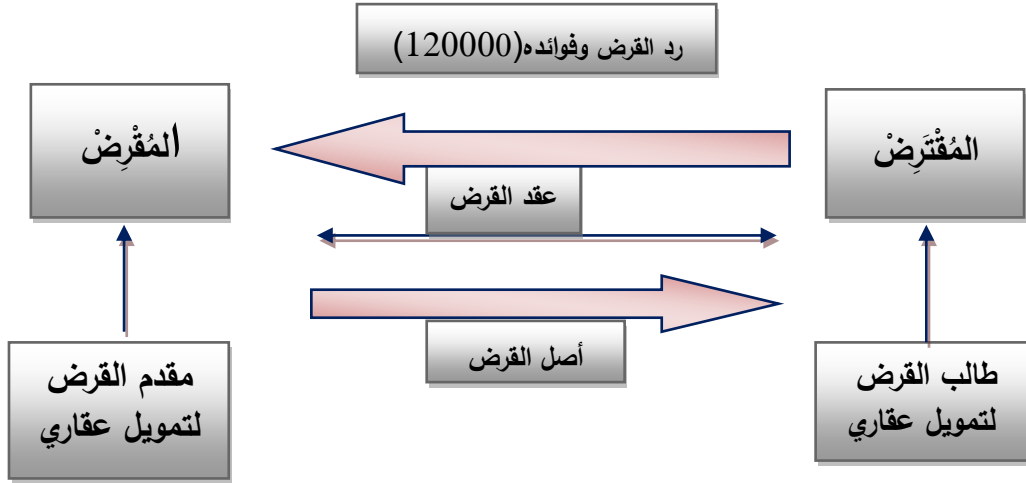 رد القرض وفوائده(120000)
المُقْتَرِضْ
المُقْرِضْ
عقد القرض
أصل القرض
طالب القرض
لتمويل عقاري
مقدم القرض
لتمويل عقاري